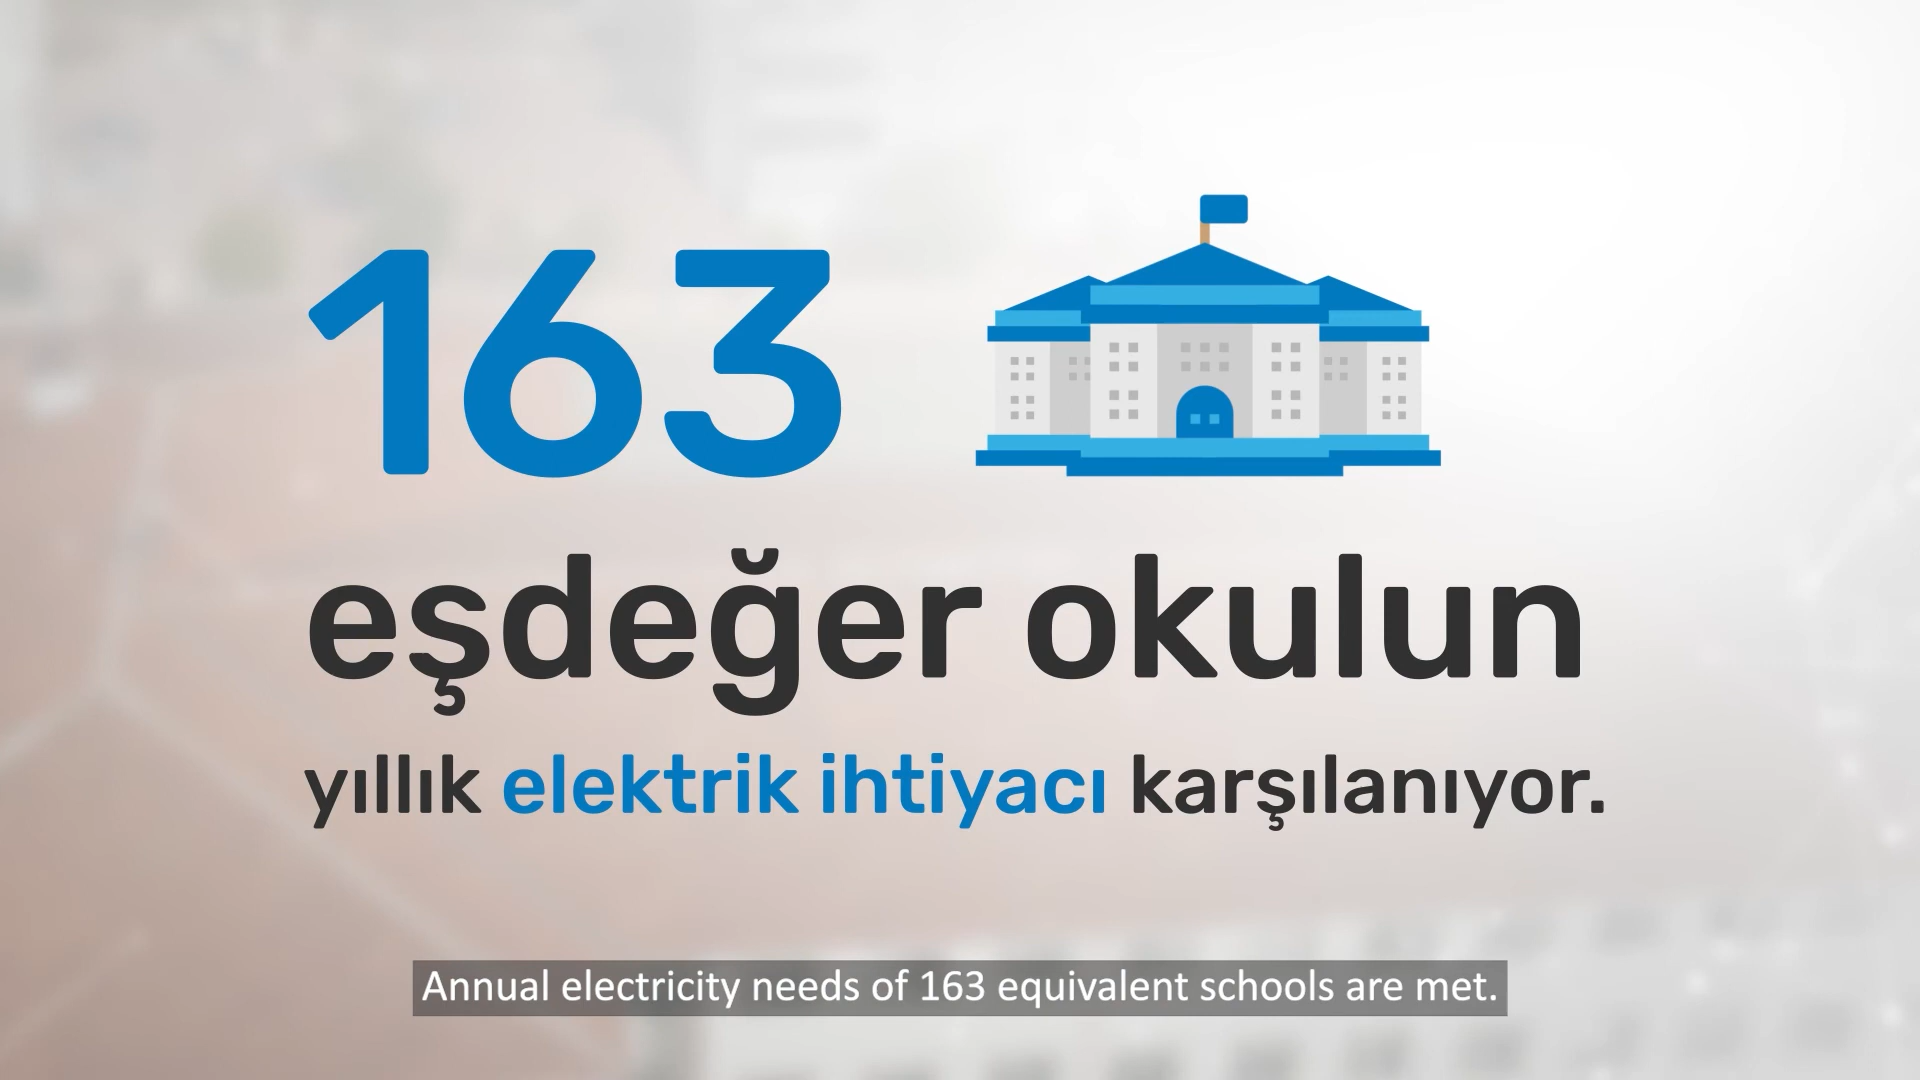 163
eşdeğer okulun
yıllık elektrik ihtiyacı karşılanıyor.
Annual electricity needs of 163 equivalent schools are met.